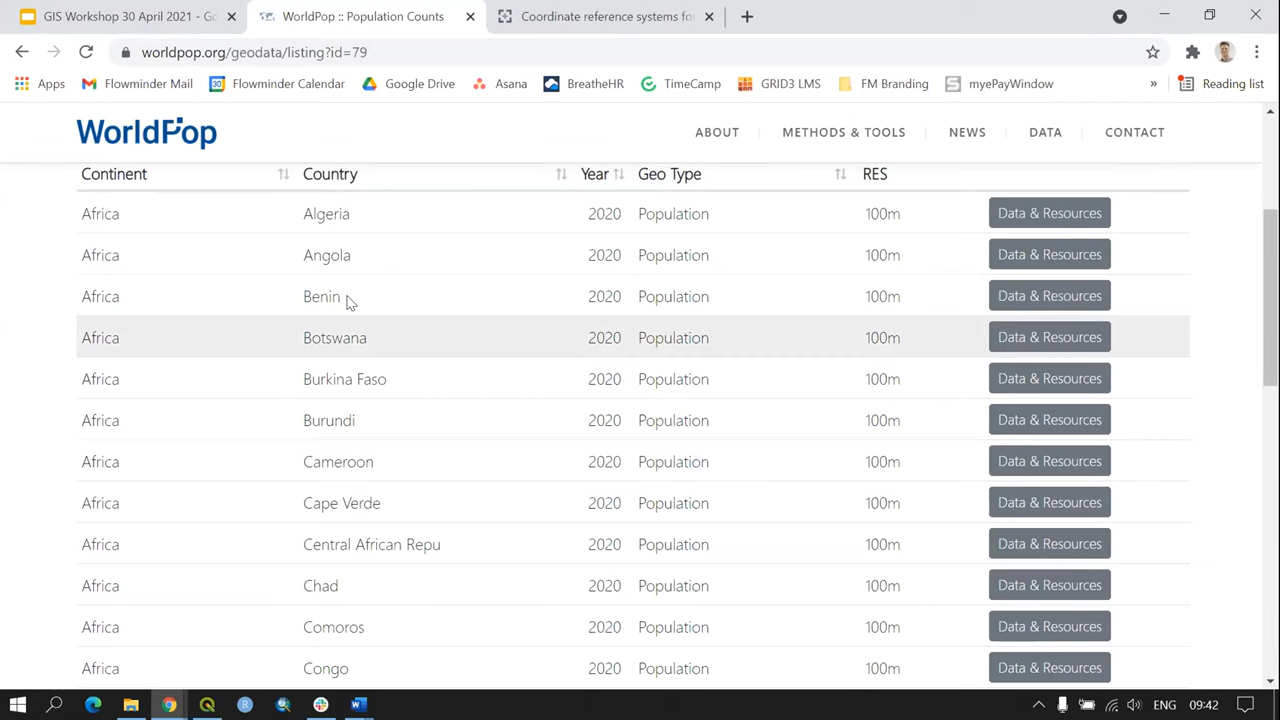 GIS Workshop 30 April 2021 - Go
WorldPop :: Population Counts
Coordinate reference systems for
worldpop.org/geodata/listing?id=79
Apps
Flowminder Mail
Flowminder Calendar
Google Drive
Asana
BreatheHR
TimeCamp
GRID3 LMS
FM Branding
myePayWindow
»
Reading list
WorldPop
ABOUT
METHODS & TOOLS
NEWS
DATA
CONTACT
Continent Country Year Geo Type RES
Africa Algeria 2020 Population 100m Data & Resources
Africa Angola 2020 Population 100m Data & Resources
Africa Benin 2020 Population 100m Data & Resources
Africa Botswana 2020 Population 100m Data & Resources
Africa Burkina Faso 2020 Population 100m Data & Resources
Africa Burundi 2020 Population 100m Data & Resources
Africa Cameroon 2020 Population 100m Data & Resources
Africa Cape Verde 2020 Population 100m Data & Resources
Africa Central African Repu 2020 Population 100m Data & Resources
Africa Chad 2020 Population 100m Data & Resources
Africa Comoros 2020 Population 100m Data & Resources
Africa Congo 2020 Population 100m Data & Resources
ENG 09:42